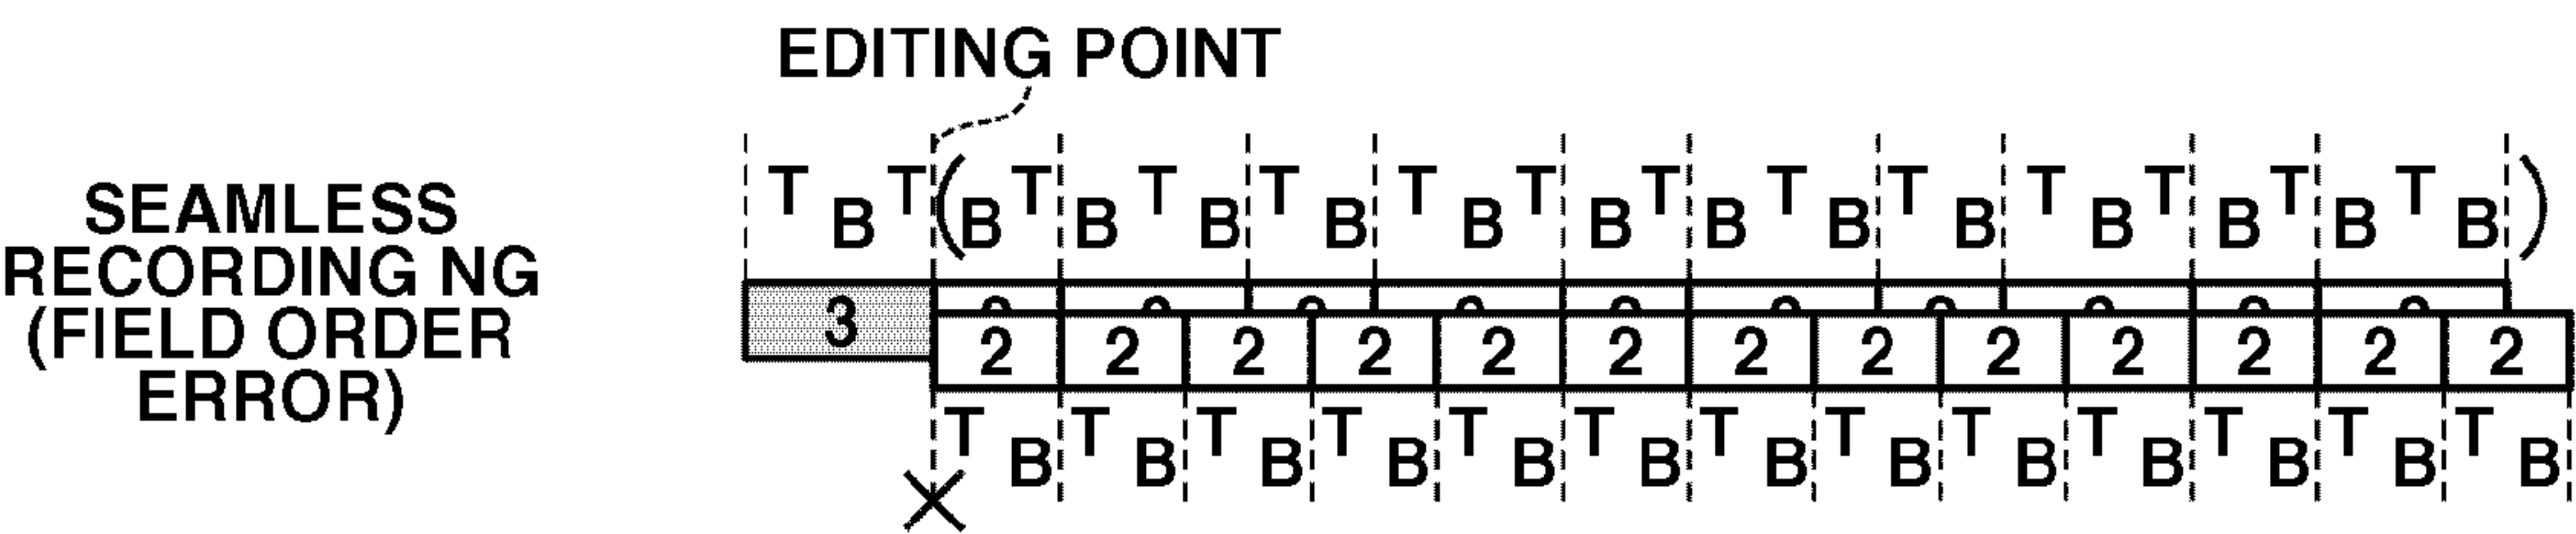 EDITING POINT
SEAMLESS
RECORDING NG
(FIELD ORDER
ERROR)
T B T ( B T B T B T B T B T B T B T B T B T B T B T B T B )
3
2 2 2 2 2 2 2 2 2 2 2 2 2
T B T B T B T B T B T B T B T B T B T B T B T B T B